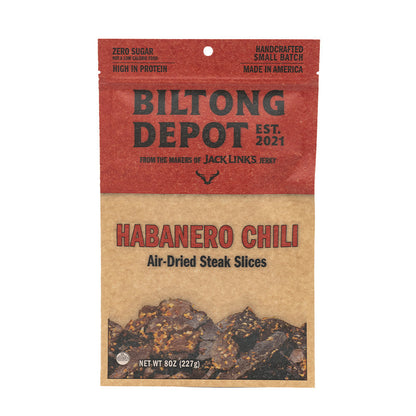 ZERO SUGAR
NOT A LOW CALORIE FOOD
HIGH IN PROTEIN
HANDCRAFTED
SMALL BATCH
MADE IN AMERICA
BILTONG
DEPOT EST. 2021
FROM THE MAKERS OF JACK LINK'S JERKY
HABANERO CHILI
Air-Dried Steak Slices
NET WT 8OZ (227g)